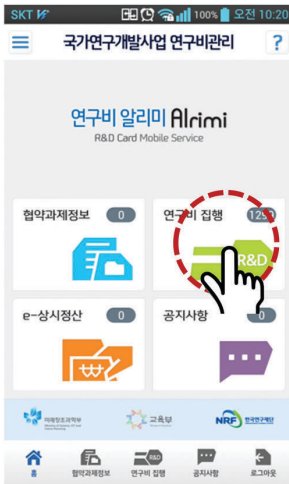 SKT 100% 오전 10:20
국가연구개발사업 연구비관리 ?
연구비 알리미 Alrimi
R&D Card Mobile Service
협약과제정보 0
연구비 집행
R&D
e-상시정산 0
공지사항 0
미래창조과학부
교육부
NRF 한국연구재단
홈 협약과제정보 R&D 연구비 집행 공지사항 로그아웃